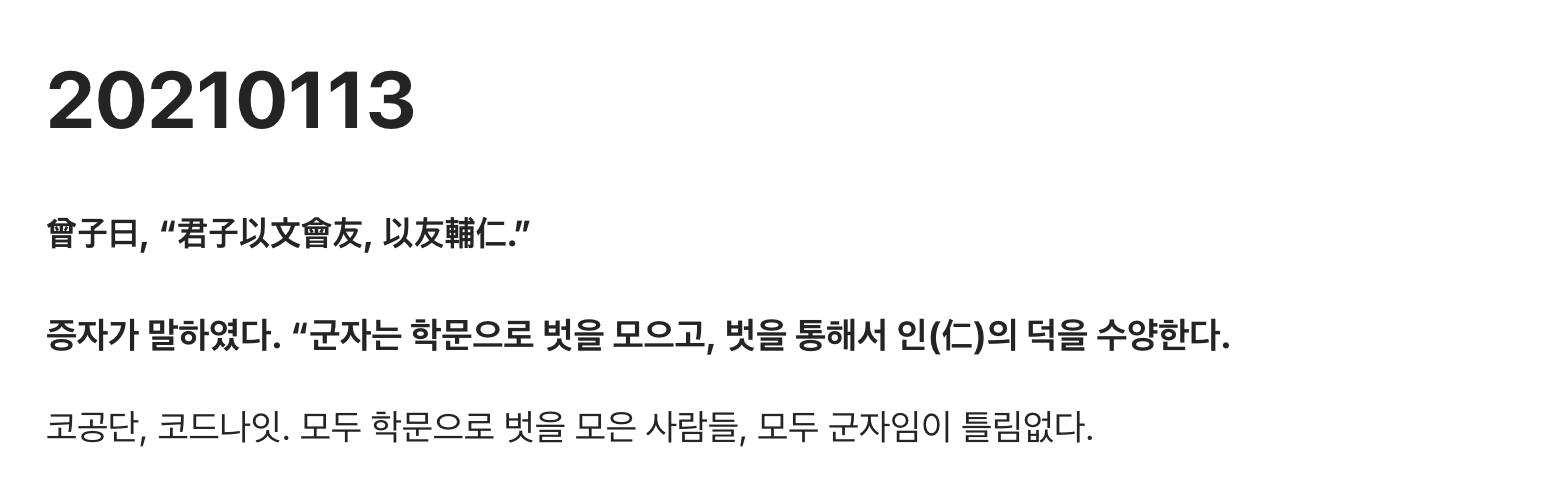 20210113
曾子曰, “君子以文會友, 以友輔仁.”
증자가 말하였다. “군자는 학문으로 벗을 모으고, 벗을 통해서 인(仁)의 덕을 수양한다.
코공단, 코드나잇. 모두 학문으로 벗을 모은 사람들, 모두 군자임이 틀림없다.